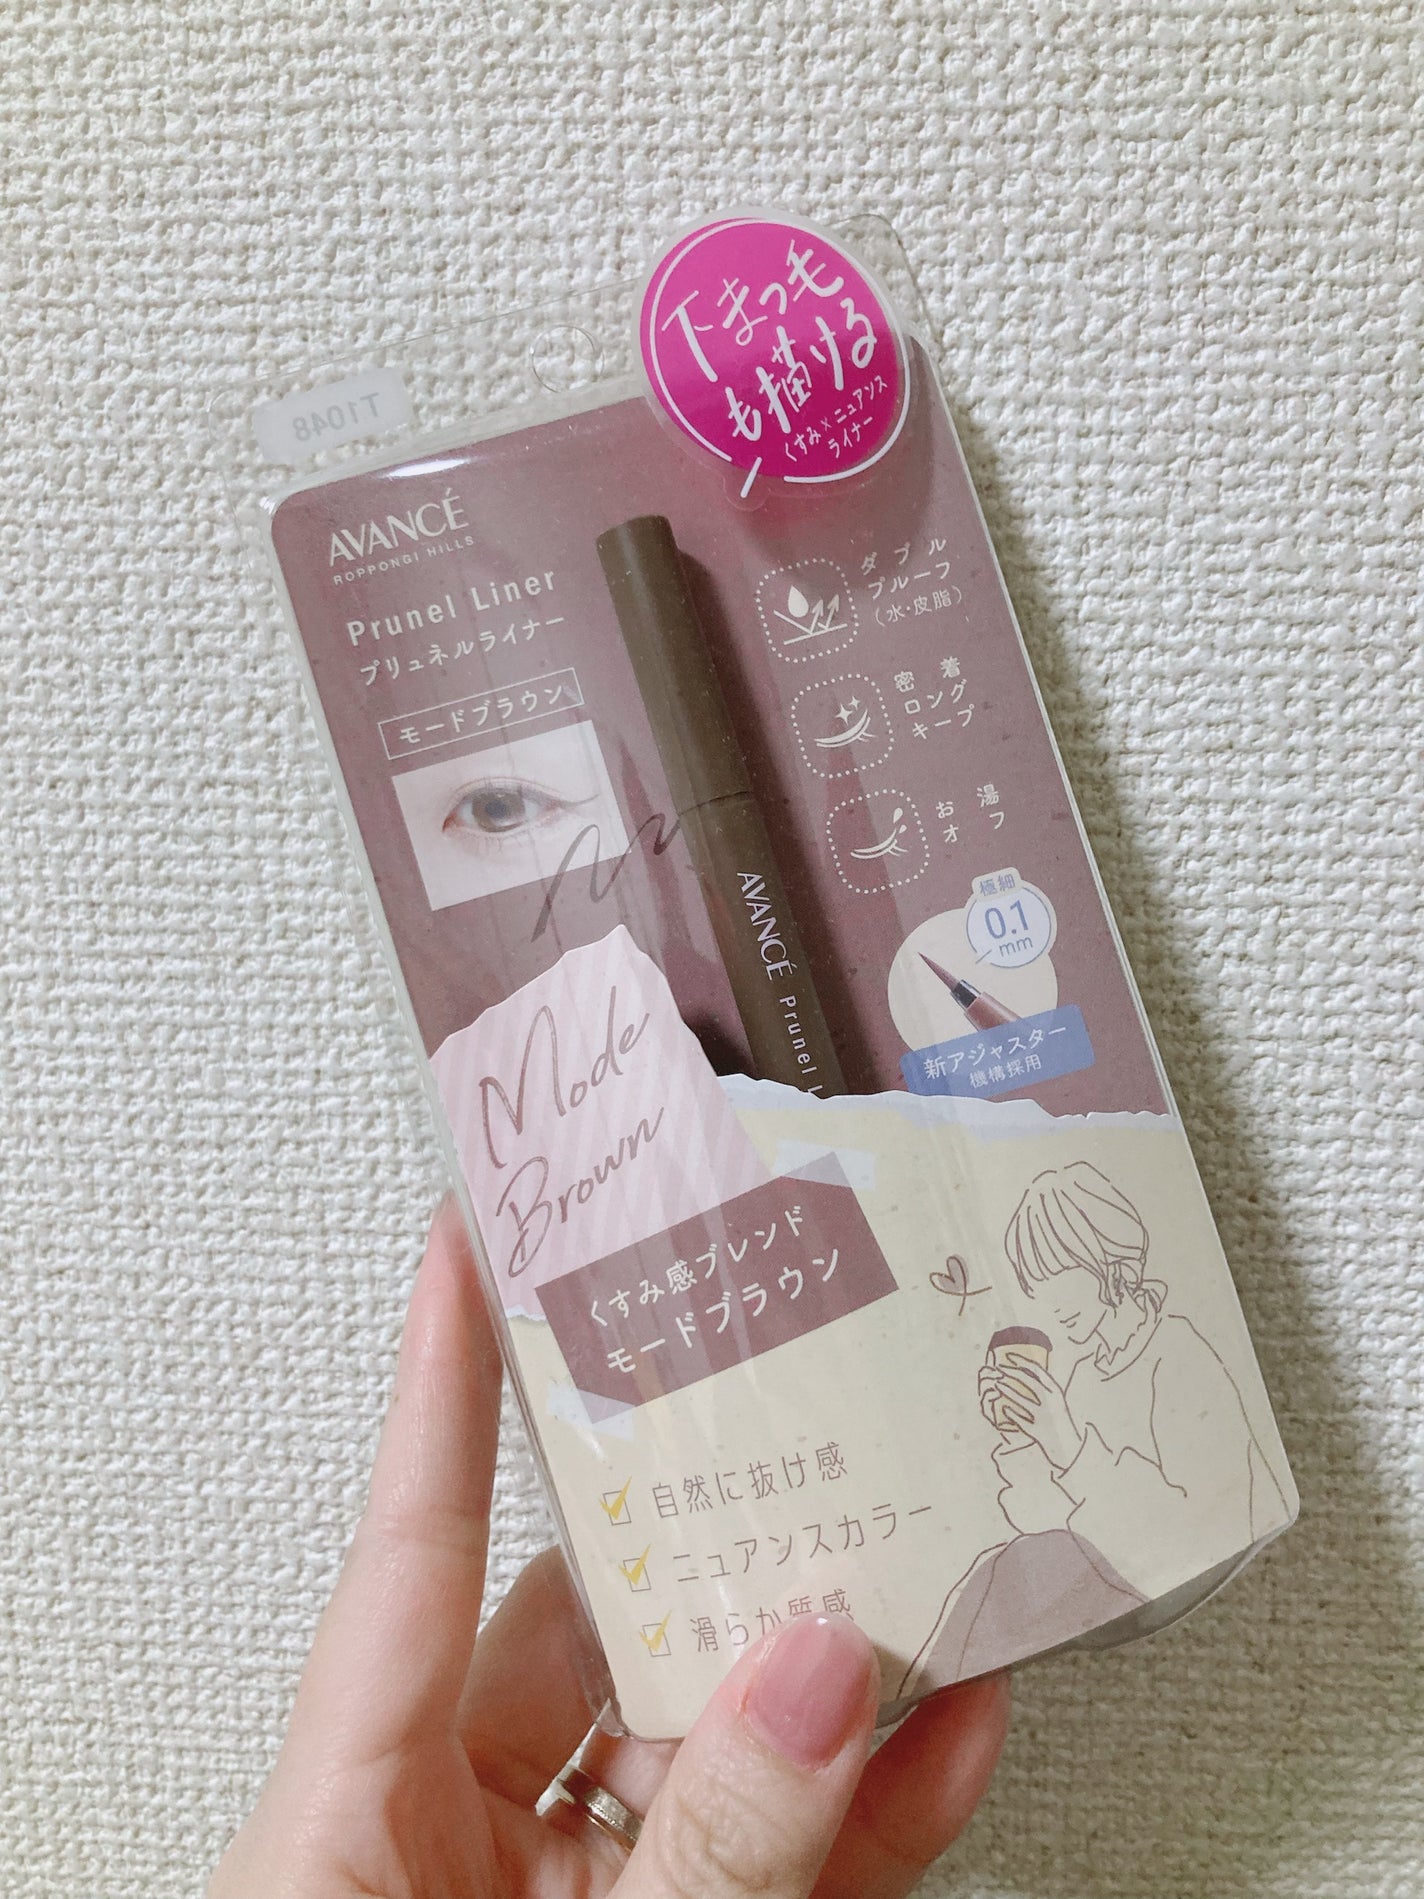 下まつ毛
も描ける
くすみ×ニュアンス
ライナー
T1048
AVANCÉ
ROPPONGI HILLS
Prunel Liner
プリュネルライナー
モードブラウン
ダブル
プルーフ
(水・皮脂)
密着
ロング
キープ
お湯
オフ
極細
0.1
mm
新アジャスター
機構採用
AVANCÉ Prunel L
Mode
Brown
くすみ感ブレンド
モードブラウン
自然に抜け感
ニュアンスカラー
滑らか質感